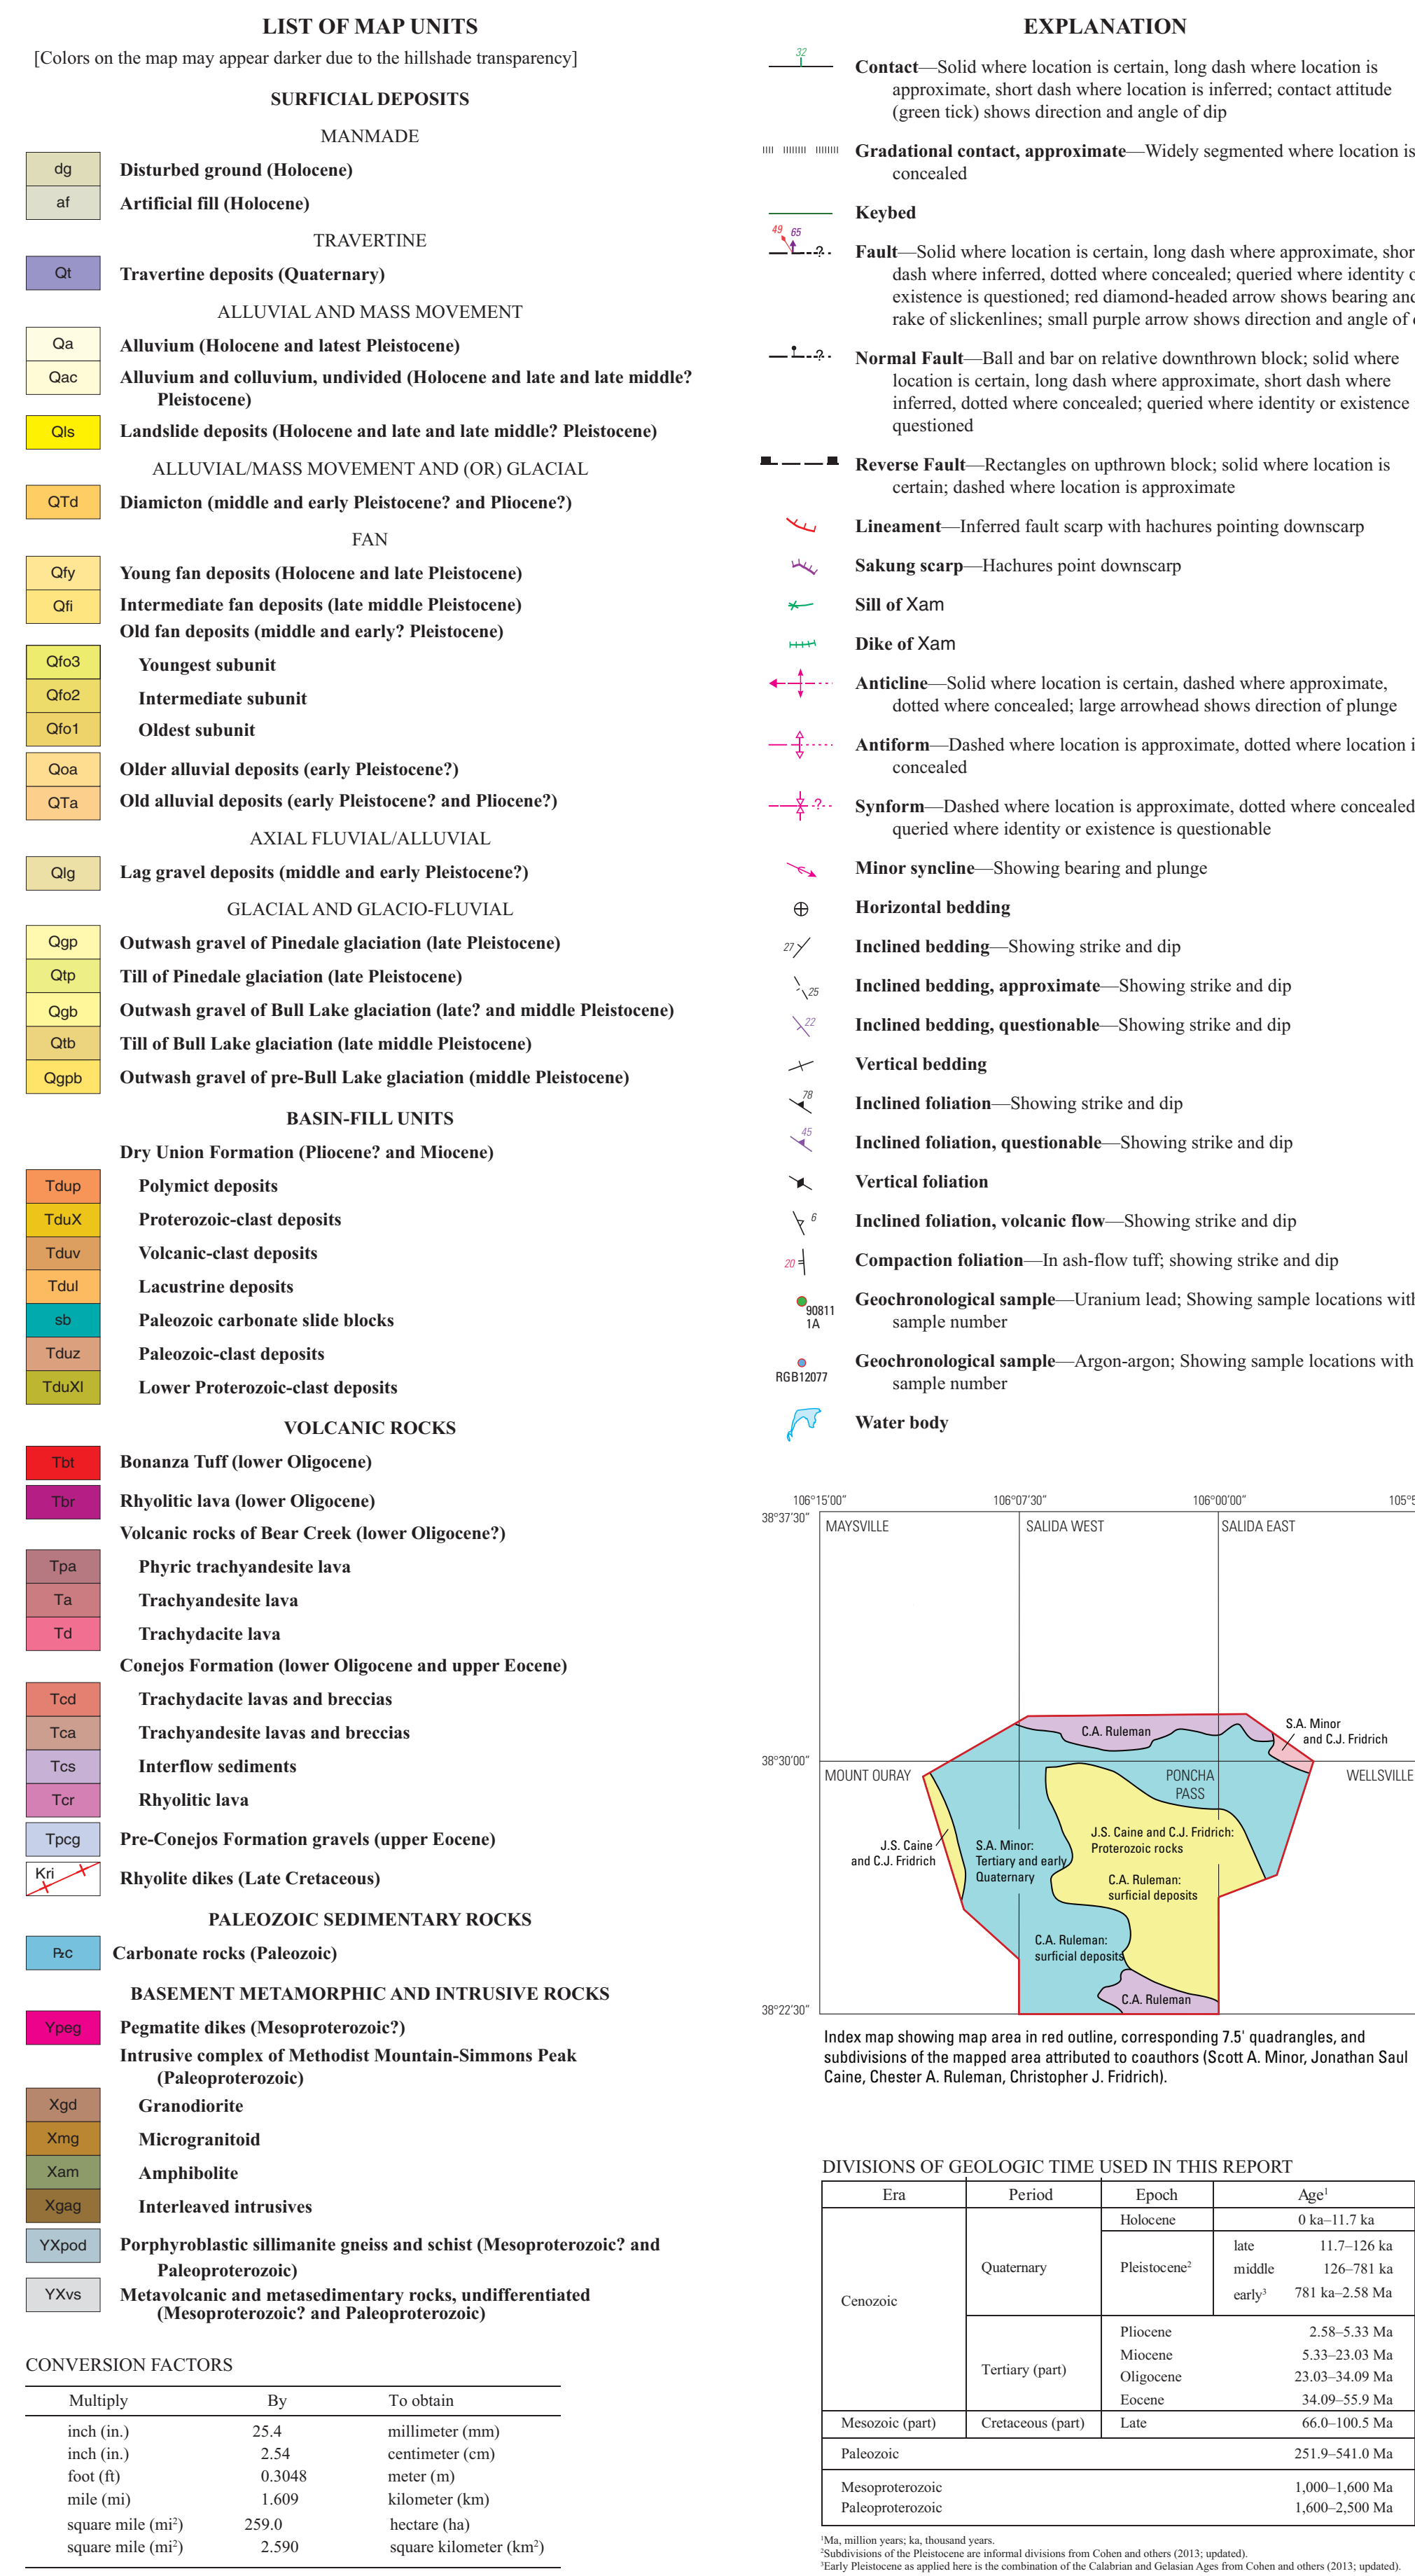 LIST OF MAP UNITS
[Colors on the map may appear darker due to the hillshade transparency]
SURFICIAL DEPOSITS
MANMADE
dg Disturbed ground (Holocene)
af Artificial fill (Holocene)
TRAVERTINE
Qt Travertine deposits (Quaternary)
ALLUVIAL AND MASS MOVEMENT
Qa Alluvium (Holocene and latest Pleistocene)
Qac Alluvium and colluvium, undivided (Holocene and late and late middle?
Pleistocene)
Qls Landslide deposits (Holocene and late and late middle? Pleistocene)
ALLUVIAL/MASS MOVEMENT AND (OR) GLACIAL
QTd Diamicton (middle and early Pleistocene? and Pliocene?)
FAN
Qfy Young fan deposits (Holocene and late Pleistocene)
Qfi Intermediate fan deposits (late middle Pleistocene)
Old fan deposits (middle and early? Pleistocene)
Qfo3 Youngest subunit
Qfo2 Intermediate subunit
Qfo1 Oldest subunit
Qoa Older alluvial deposits (early Pleistocene?)
QTa Old alluvial deposits (early Pleistocene? and Pliocene?)
AXIAL FLUVIAL/ALLUVIAL
Qlg Lag gravel deposits (middle and early Pleistocene?)
GLACIAL AND GLACIO-FLUVIAL
Qgp Outwash gravel of Pinedale glaciation (late Pleistocene)
Qtp Till of Pinedale glaciation (late Pleistocene)
Qgb Outwash gravel of Bull Lake glaciation (late? and middle Pleistocene)
Qtb Till of Bull Lake glaciation (late middle Pleistocene)
Qgpb Outwash gravel of pre-Bull Lake glaciation (middle Pleistocene)
BASIN-FILL UNITS
Dry Union Formation (Pliocene? and Miocene)
Tdup Polymict deposits
TduX Proterozoic-clast deposits
Tduv Volcanic-clast deposits
Tdul Lacustrine deposits
sb Paleozoic carbonate slide blocks
Tduz Paleozoic-clast deposits
TduXl Lower Proterozoic-clast deposits
VOLCANIC ROCKS
Tbt Bonanza Tuff (lower Oligocene)
Tbr Rhyolitic lava (lower Oligocene)
Volcanic rocks of Bear Creek (lower Oligocene?)
Tpa Phyric trachyandesite lava
Ta Trachyandesite lava
Td Trachydacite lava
Conejos Formation (lower Oligocene and upper Eocene)
Tcd Trachydacite lavas and breccias
Tca Trachyandesite lavas and breccias
Tcs Interflow sediments
Tcr Rhyolitic lava
Tpcg Pre-Conejos Formation gravels (upper Eocene)
Kri Rhyolite dikes (Late Cretaceous)
PALEOZOIC SEDIMENTARY ROCKS
Pzc Carbonate rocks (Paleozoic)
BASEMENT METAMORPHIC AND INTRUSIVE ROCKS
Ypeg Pegmatite dikes (Mesoproterozoic?)
Intrusive complex of Methodist Mountain-Simmons Peak
(Paleoproterozoic)
Xgd Granodiorite
Xmg Microgranitoid
Xam Amphibolite
Xgag Interleaved intrusives
YXpod Porphyroblastic sillimanite gneiss and schist (Mesoproterozoic? and
Paleoproterozoic)
YXvs Metavolcanic and metasedimentary rocks, undifferentiated
(Mesoproterozoic? and Paleoproterozoic)
CONVERSION FACTORS
Multiply By To obtain
inch (in.) 25.4 millimeter (mm)
inch (in.) 2.54 centimeter (cm)
foot (ft) 0.3048 meter (m)
mile (mi) 1.609 kilometer (km)
square mile (mi²) 259.0 hectare (ha)
square mile (mi²) 2.590 square kilometer (km²)
EXPLANATION
32
Contact—Solid where location is certain, long dash where location is
approximate, short dash where location is inferred; contact attitude
(green tick) shows direction and angle of dip
Gradational contact, approximate—Widely segmented where location is
concealed
Keybed
49 65 ?
Fault—Solid where location is certain, long dash where approximate, shor
dash where inferred, dotted where concealed; queried where identity o
existence is questioned; red diamond-headed arrow shows bearing and
rake of slickenlines; small purple arrow shows direction and angle of
?
Normal Fault—Ball and bar on relative downthrown block; solid where
location is certain, long dash where approximate, short dash where
inferred, dotted where concealed; queried where identity or existence
questioned
Reverse Fault—Rectangles on upthrown block; solid where location is
certain; dashed where location is approximate
Lineament—Inferred fault scarp with hachures pointing downscarp
Sakung scarp—Hachures point downscarp
Sill of Xam
Dike of Xam
Anticline—Solid where location is certain, dashed where approximate,
dotted where concealed; large arrowhead shows direction of plunge
Antiform—Dashed where location is approximate, dotted where location i
concealed
?
Synform—Dashed where location is approximate, dotted where concealed
queried where identity or existence is questionable
Minor syncline—Showing bearing and plunge
Horizontal bedding
27 Inclined bedding—Showing strike and dip
25 Inclined bedding, approximate—Showing strike and dip
22 Inclined bedding, questionable—Showing strike and dip
Vertical bedding
78 Inclined foliation—Showing strike and dip
45 Inclined foliation, questionable—Showing strike and dip
Vertical foliation
6 Inclined foliation, volcanic flow—Showing strike and dip
20 Compaction foliation—In ash-flow tuff; showing strike and dip
90811
1A
Geochronological sample—Uranium lead; Showing sample locations with
sample number
RGB12077
Geochronological sample—Argon-argon; Showing sample locations with
sample number
Water body
106°15'00" 106°07'30" 106°00'00" 105°5
38°37'30"
MAYSVILLE SALIDA WEST SALIDA EAST
C.A. Ruleman
S.A. Minor
and C.J. Fridrich
38°30'00"
MOUNT OURAY PONCHA
PASS
WELLSVILLE
J.S. Caine
and C.J. Fridrich
S.A. Minor:
Tertiary and early
Quaternary
J.S. Caine and C.J. Fridrich:
Proterozoic rocks
C.A. Ruleman:
surficial deposits
C.A. Ruleman:
surficial deposits
C.A. Ruleman
38°22'30"
Index map showing map area in red outline, corresponding 7.5' quadrangles, and
subdivisions of the mapped area attributed to coauthors (Scott A. Minor, Jonathan Saul
Caine, Chester A. Ruleman, Christopher J. Fridrich).
DIVISIONS OF GEOLOGIC TIME USED IN THIS REPORT
Era Period Epoch Age¹
Cenozoic Quaternary Holocene 0 ka–11.7 ka
Pleistocene² late 11.7–126 ka
middle 126–781 ka
early³ 781 ka–2.58 Ma
Tertiary (part) Pliocene 2.58–5.33 Ma
Miocene 5.33–23.03 Ma
Oligocene 23.03–34.09 Ma
Eocene 34.09–55.9 Ma
Mesozoic (part) Cretaceous (part) Late 66.0–100.5 Ma
Paleozoic 251.9–541.0 Ma
Mesoproterozoic 1,000–1,600 Ma
Paleoproterozoic 1,600–2,500 Ma
¹Ma, million years; ka, thousand years.
²Subdivisions of the Pleistocene are informal divisions from Cohen and others (2013; updated).
³Early Pleistocene as applied here is the combination of the Calabrian and Gelasian Ages from Cohen and others (2013; updated).